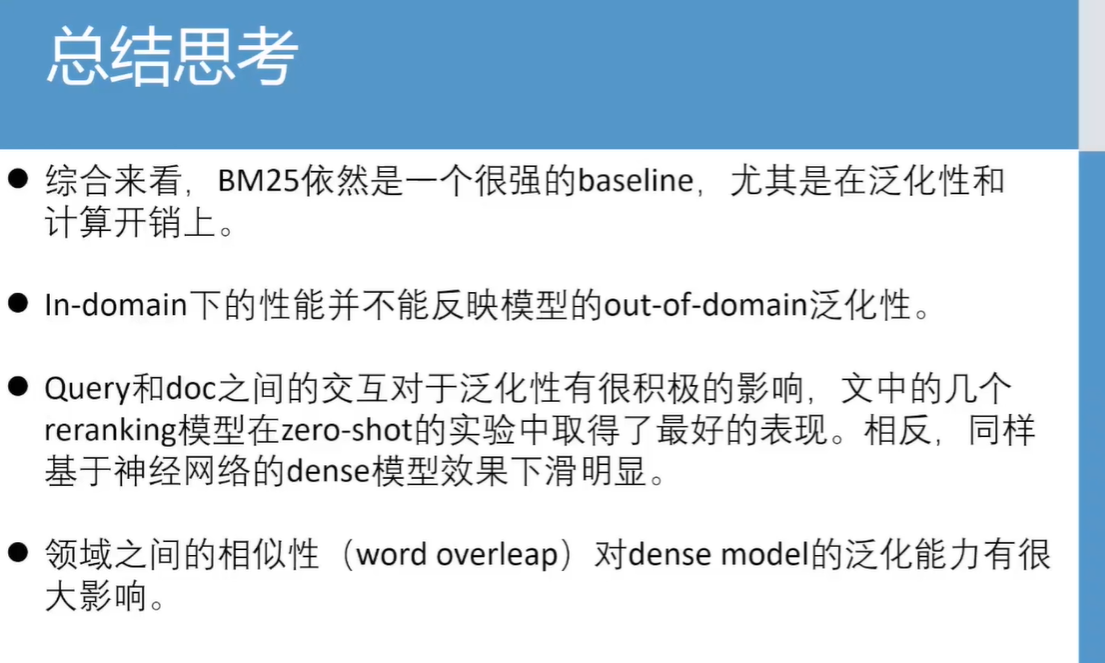 总结思考
● 综合来看，BM25依然是一个很强的baseline，尤其是在泛化性和
计算开销上。
● In-domain下的性能并不能反映模型的out-of-domain泛化性。
● Query和doc之间的交互对于泛化性有很积极的影响，文中的几个
reranking模型在zero-shot的实验中取得了最好的表现。相反，同样
基于神经网络的dense模型效果下滑明显。
● 领域之间的相似性（word overleap）对dense model的泛化能力有很
大影响。